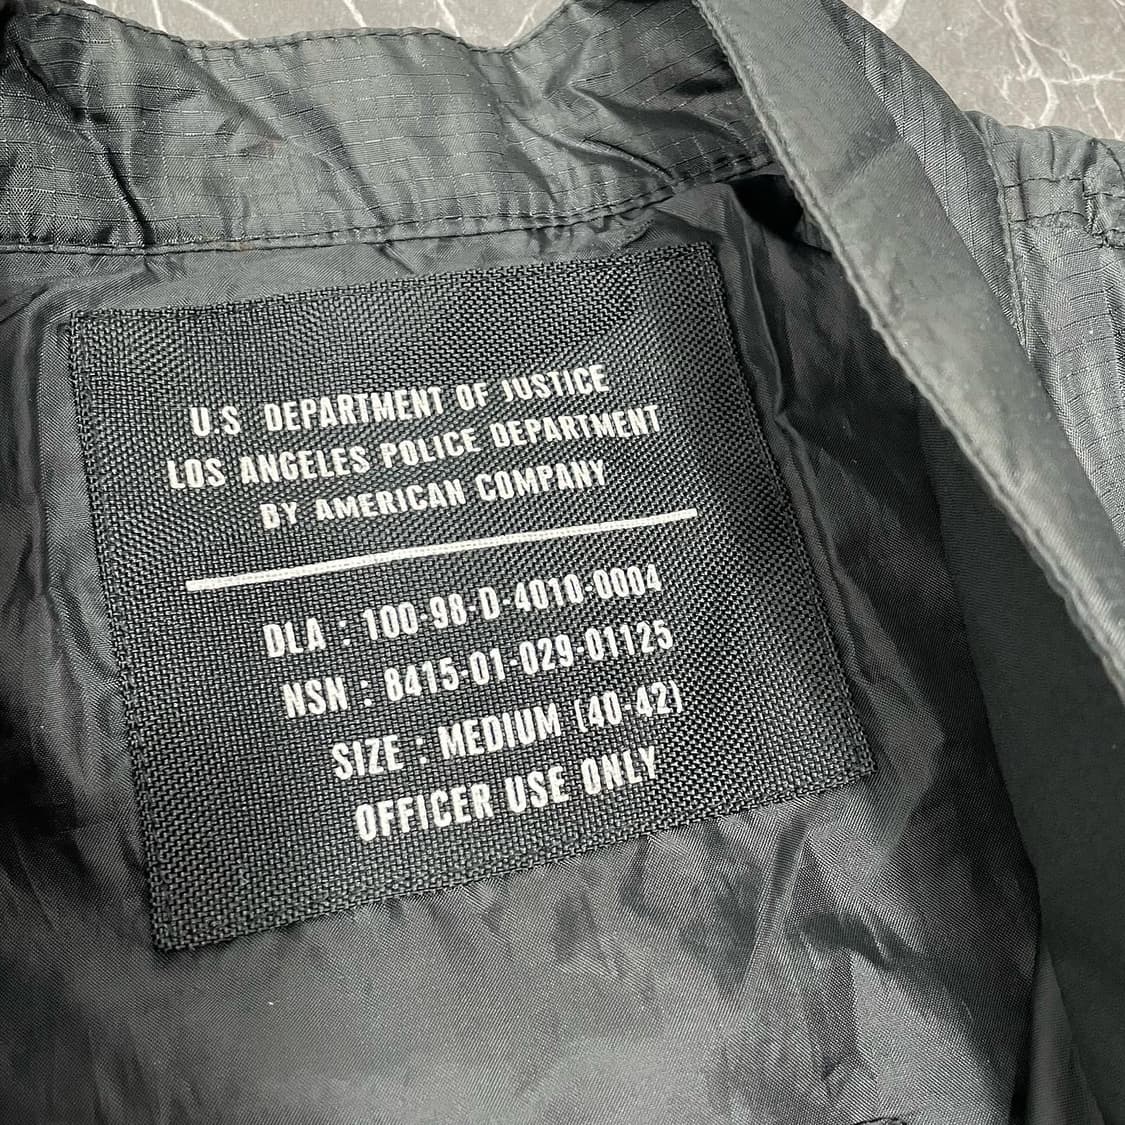 U.S DEPARTMENT OF JUSTICE
LOS ANGELES POLICE DEPARTMENT
BY AMERICAN COMPANY
DLA : 100-98-D-4010-0004
NSN : 8415-01-029-01125
SIZE : MEDIUM (40-42)
OFFICER USE ONLY